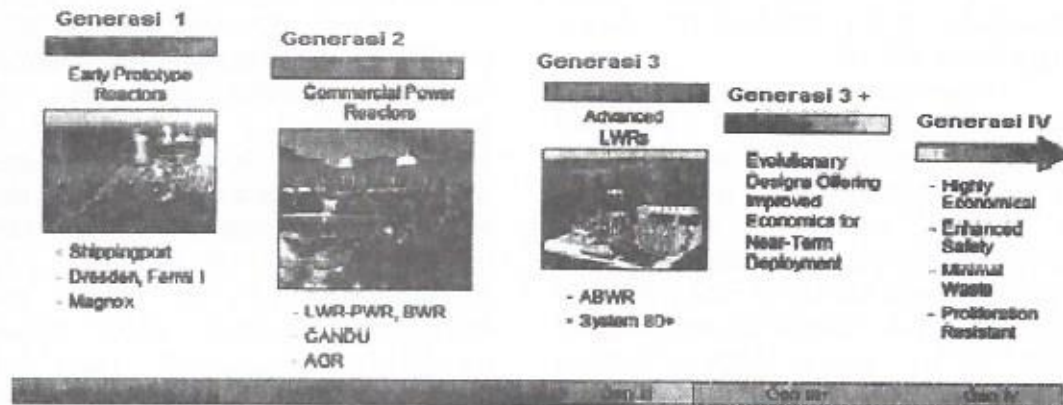 Generasi 1
Early Prototype
Reactors
- Shippingport
- Dresden, Fermi I
- Magnox
Generasi 2
Commercial Power
Reactors
- LWR-PWR, BWR
- CANDU
- AGR
Generasi 3
Advanced
LWRs
- ABWR
- System 80+
Generasi 3 +
Evolutionary
Designs Offering
Improved
Economics for
Near-Term
Deployment
Generasi IV
- Highly
Economical
- Enhanced
Safety
- Minimal
Waste
- Proliferation
Resistant
Gen III
Gen III+
Gen IV